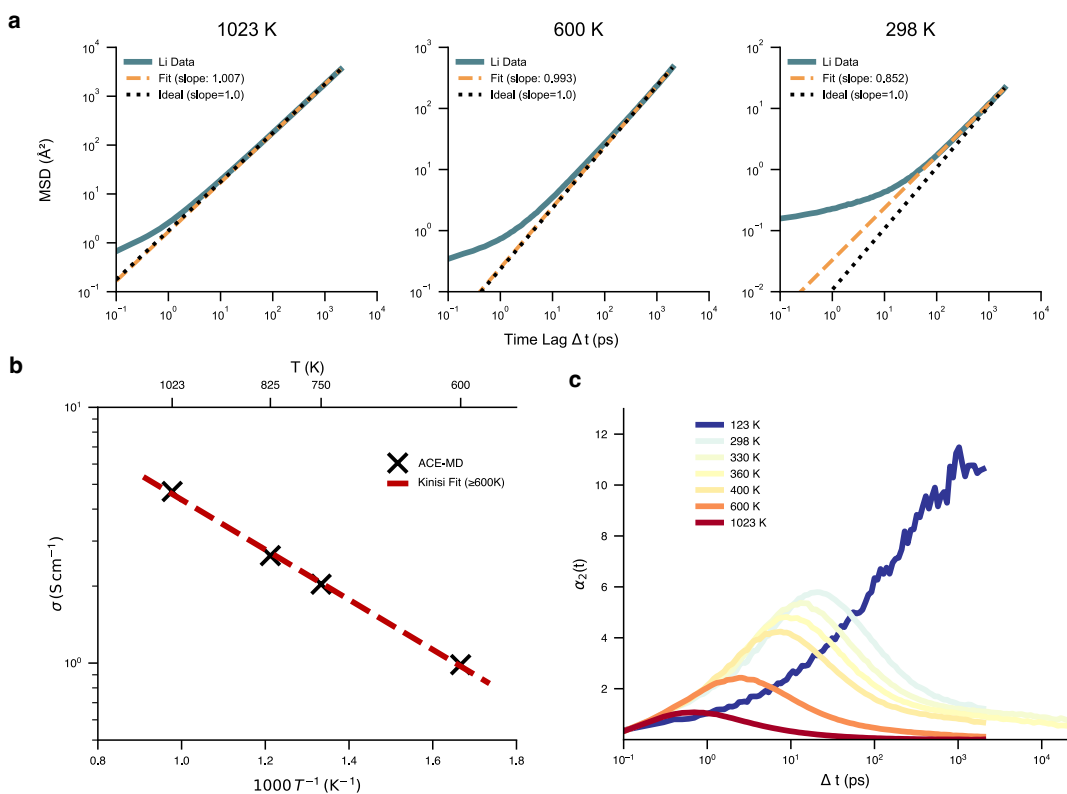 a
1023 K
600 K
298 K
MSD (Å²)
10⁴
10³
10²
10¹
10⁰
10⁻¹
Li Data
Fit (slope: 1.007)
Ideal (slope=1.0)
10⁻¹ 10⁰ 10¹ 10² 10³ 10⁴
10³
10²
10¹
10⁰
10⁻¹
Li Data
Fit (slope: 0.993)
Ideal (slope=1.0)
10⁻¹ 10⁰ 10¹ 10² 10³ 10⁴
10²
10¹
10⁰
10⁻¹
10⁻²
Li Data
Fit (slope: 0.852)
Ideal (slope=1.0)
10⁻¹ 10⁰ 10¹ 10² 10³ 10⁴
Time Lag Δ t (ps)
b
T (K)
1023 825 750 600
σ (S cm⁻¹)
10¹
10⁰
ACE-MD
Kinisi Fit (≥600K)
0.8 1.0 1.2 1.4 1.6 1.8
1000 T⁻¹ (K⁻¹)
c
α₂(t)
12
10
8
6
4
2
123 K
298 K
330 K
360 K
400 K
600 K
1023 K
10⁻¹ 10⁰ 10¹ 10² 10³ 10⁴
Δ t (ps)